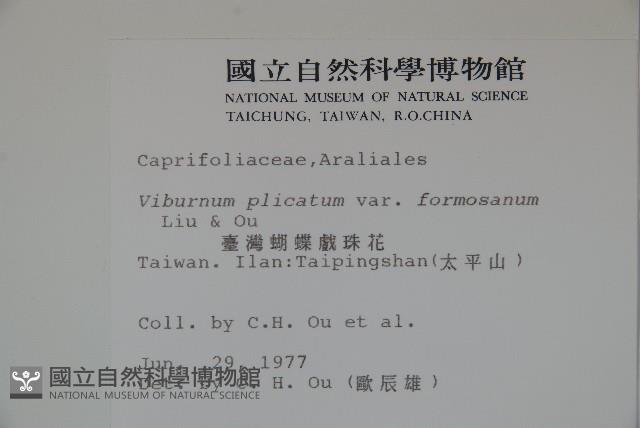 國立自然科學博物館
NATIONAL MUSEUM OF NATURAL SCIENCE
TAICHUNG, TAIWAN, R.O.CHINA
Caprifoliaceae,Araliales
Viburnum plicatum var. formosanum
Liu & Ou
臺灣蝴蝶戲珠花
Taiwan. Ilan:Taipingshan(太平山)
Coll. by C.H. Ou et al.
Jun. 29, 1977
Det. by C. H. Ou (歐辰雄)
國立自然科學博物館
NATIONAL MUSEUM OF NATURAL SCIENCE